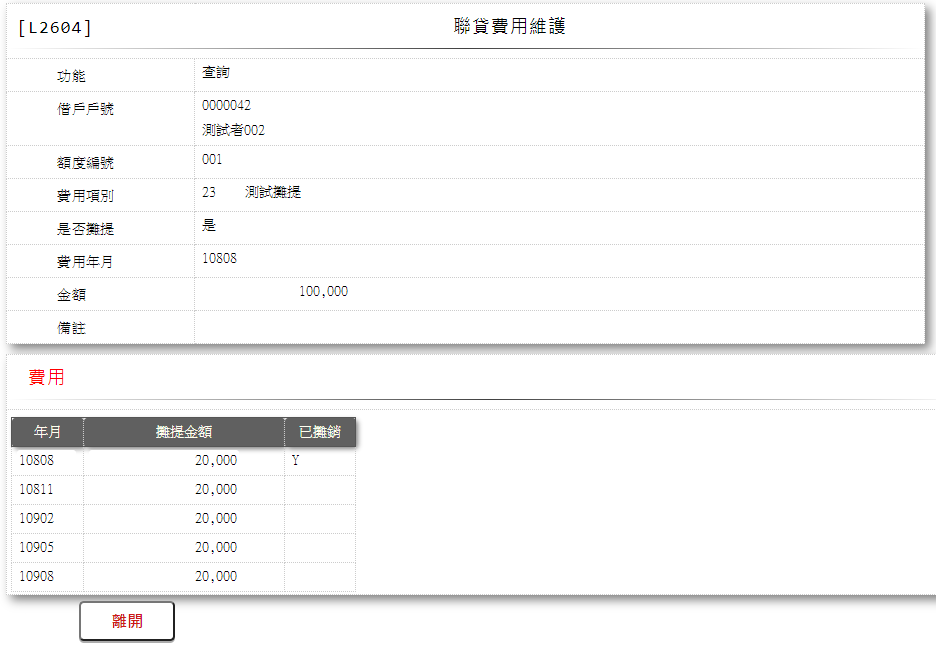 [L2604] 聯貸費用維護
功能 查詢
借戶戶號 0000042
測試者002
額度編號 001
費用項別 23 測試攤提
是否攤提 是
費用年月 10808
金額 100,000
備註
費用
年月 攤提金額 已攤銷
10808 20,000 Y
10811 20,000
10902 20,000
10905 20,000
10908 20,000
離開